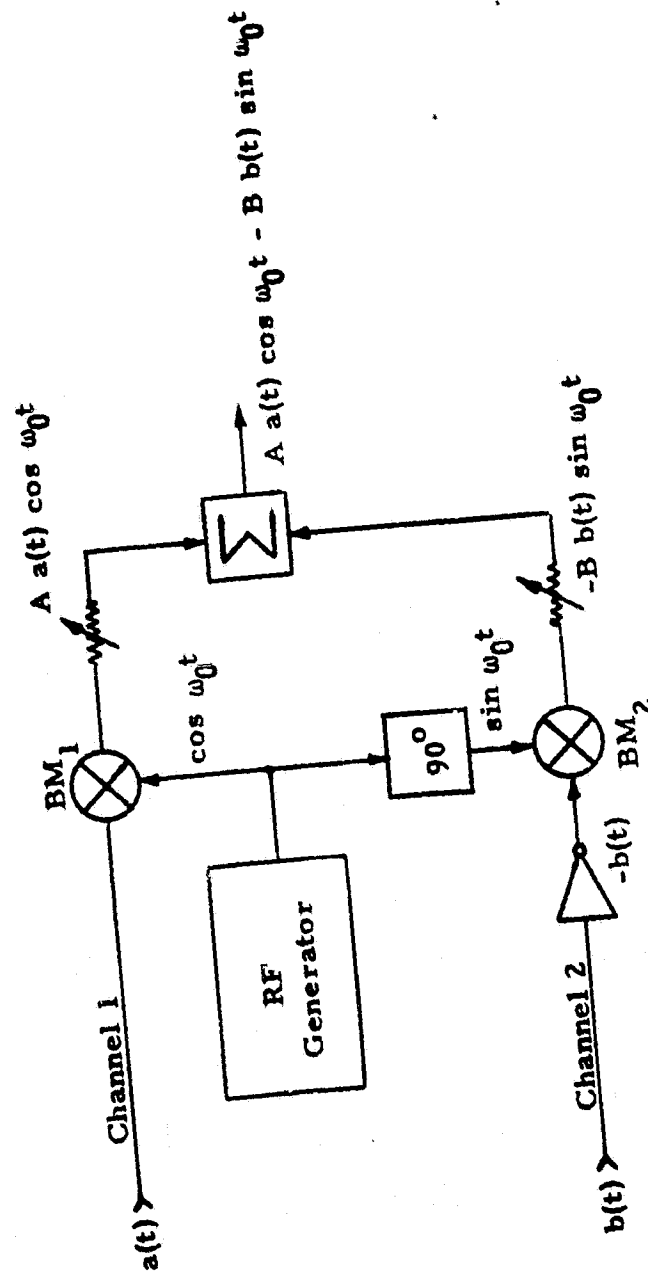 a(t)
Channel 1
BM1
A a(t) cos ω0t
RF
Generator
cos ω0t
Σ
A a(t) cos ω0t - B b(t) sin ω0t
90°
sin ω0t
b(t)
Channel 2
-b(t)
BM2
-B b(t) sin ω0t